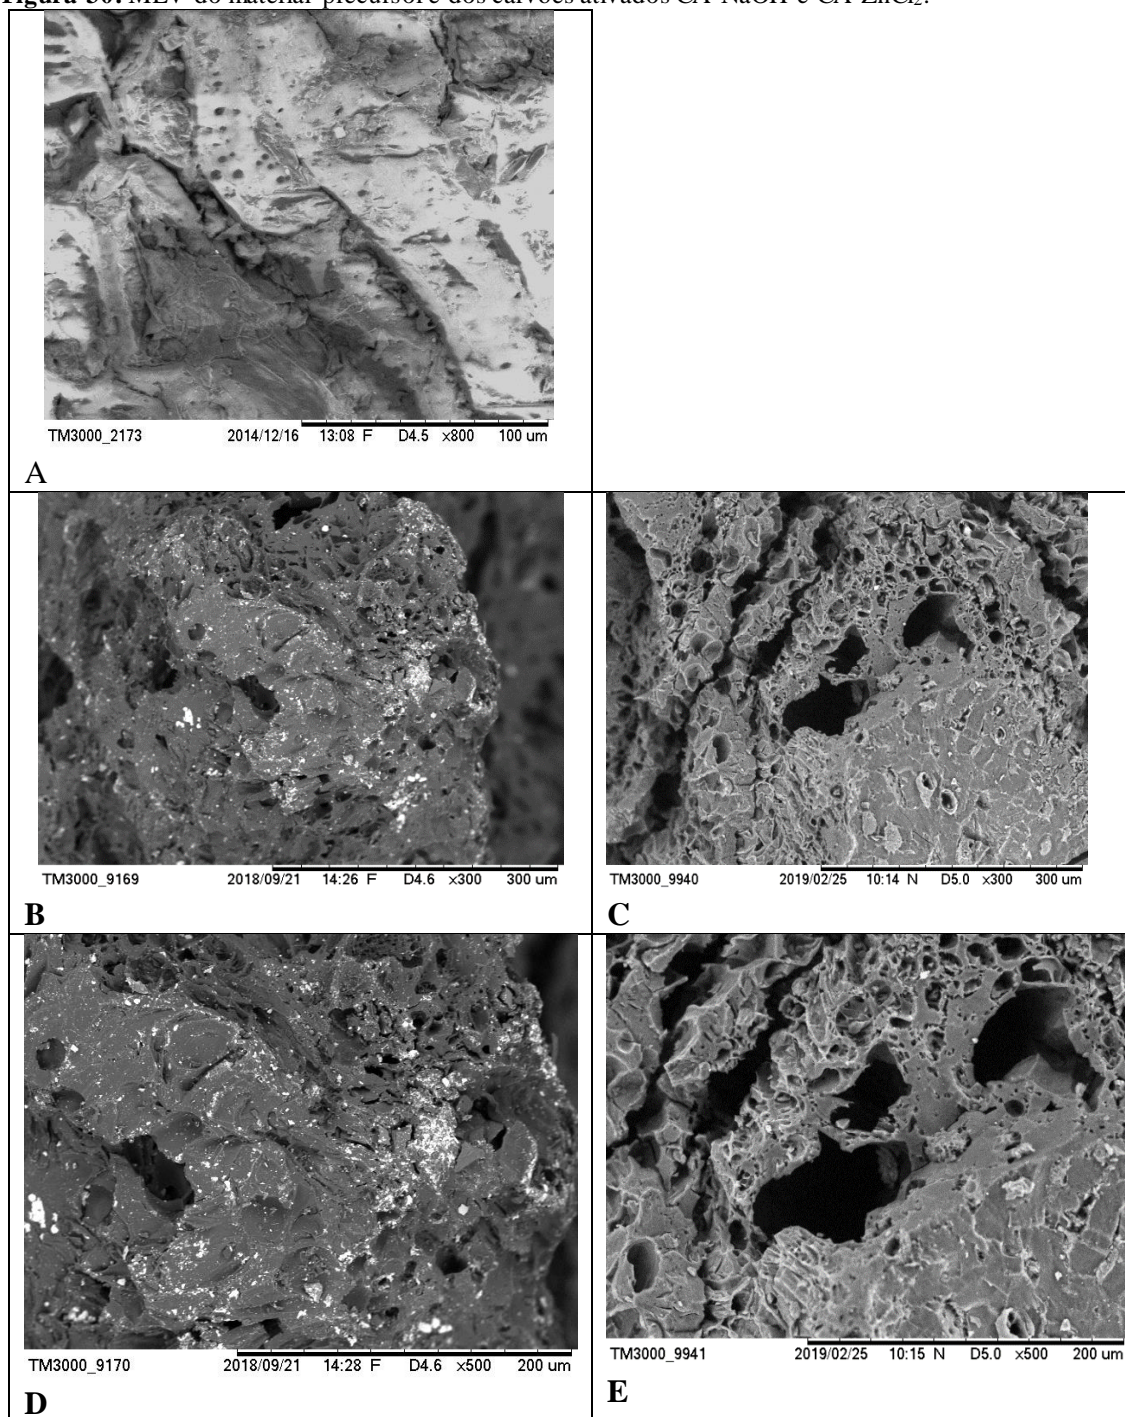 MEV do material precursor e dos carvões ativados CA-NaOH e CA-ZnCl₂.
TM3000_2173 2014/12/16 13:08 F D4.5 x800 100 um
A
TM3000_9169 2018/09/21 14:26 F D4.6 x300 300 um
TM3000_9940 2019/02/25 10:14 N D5.0 x300 300 um
B
C
TM3000_9170 2018/09/21 14:28 F D4.6 x500 200 um
TM3000_9941 2019/02/25 10:15 N D5.0 x500 200 um
D
E